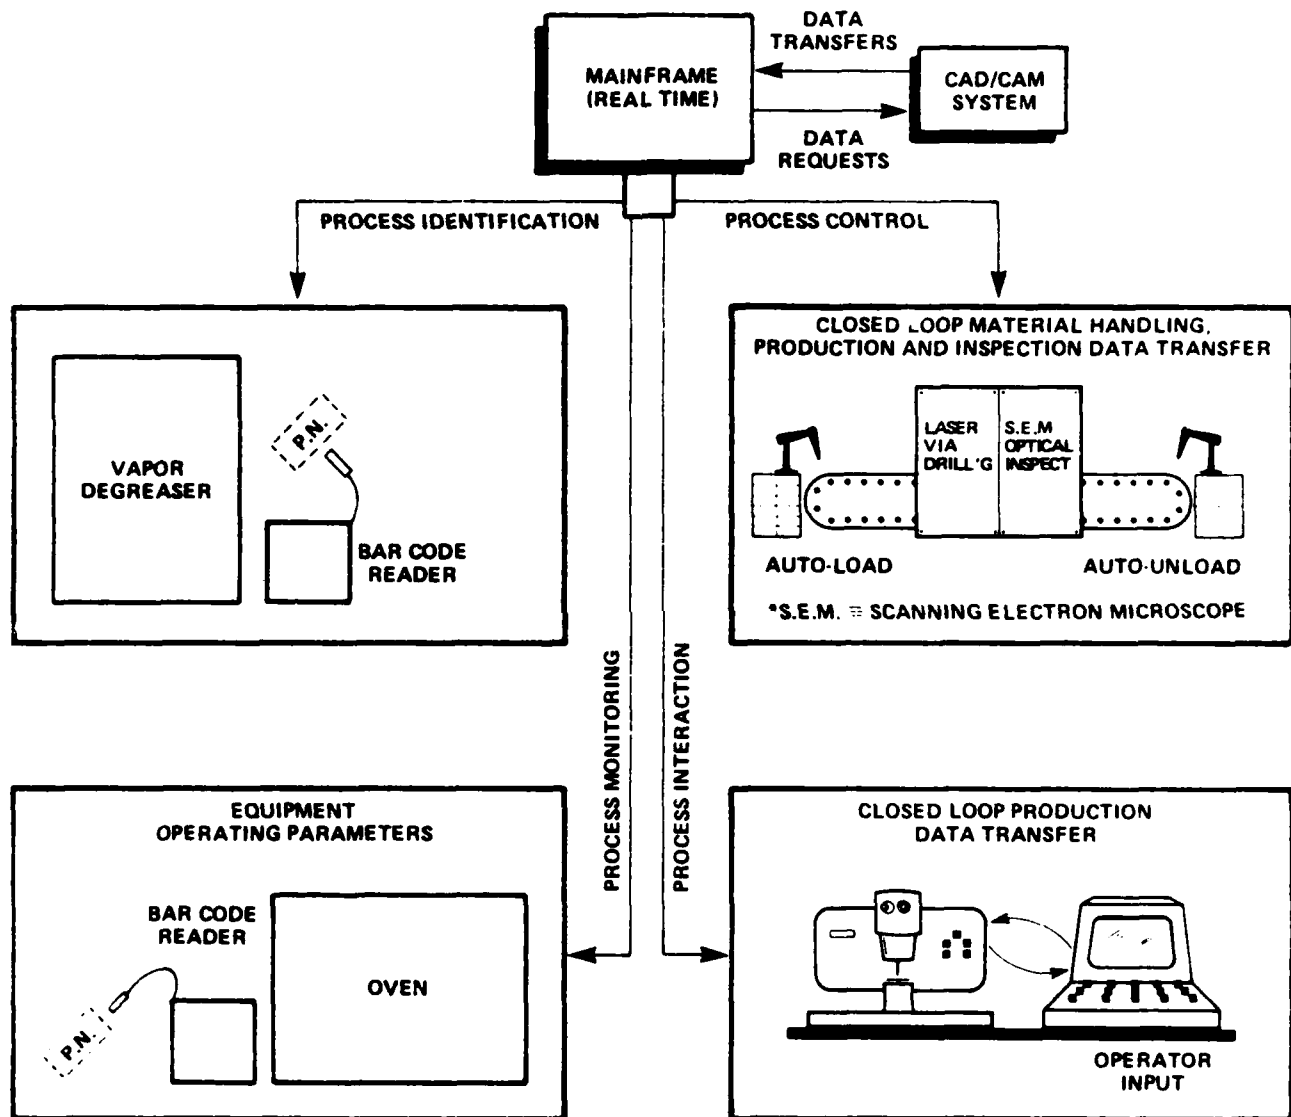 DATA
TRANSFERS
MAINFRAME
(REAL TIME)
CAD/CAM
SYSTEM
DATA
REQUESTS
PROCESS IDENTIFICATION
PROCESS CONTROL
VAPOR
DEGREASER
P.N.
BAR CODE
READER
CLOSED LOOP MATERIAL HANDLING,
PRODUCTION AND INSPECTION DATA TRANSFER
LASER
VIA
DRILL'G
S.E.M
OPTICAL
INSPECT
AUTO-LOAD
AUTO-UNLOAD
*S.E.M. = SCANNING ELECTRON MICROSCOPE
PROCESS MONITORING
PROCESS INTERACTION
EQUIPMENT
OPERATING PARAMETERS
BAR CODE
READER
P.N.
OVEN
CLOSED LOOP PRODUCTION
DATA TRANSFER
OPERATOR
INPUT